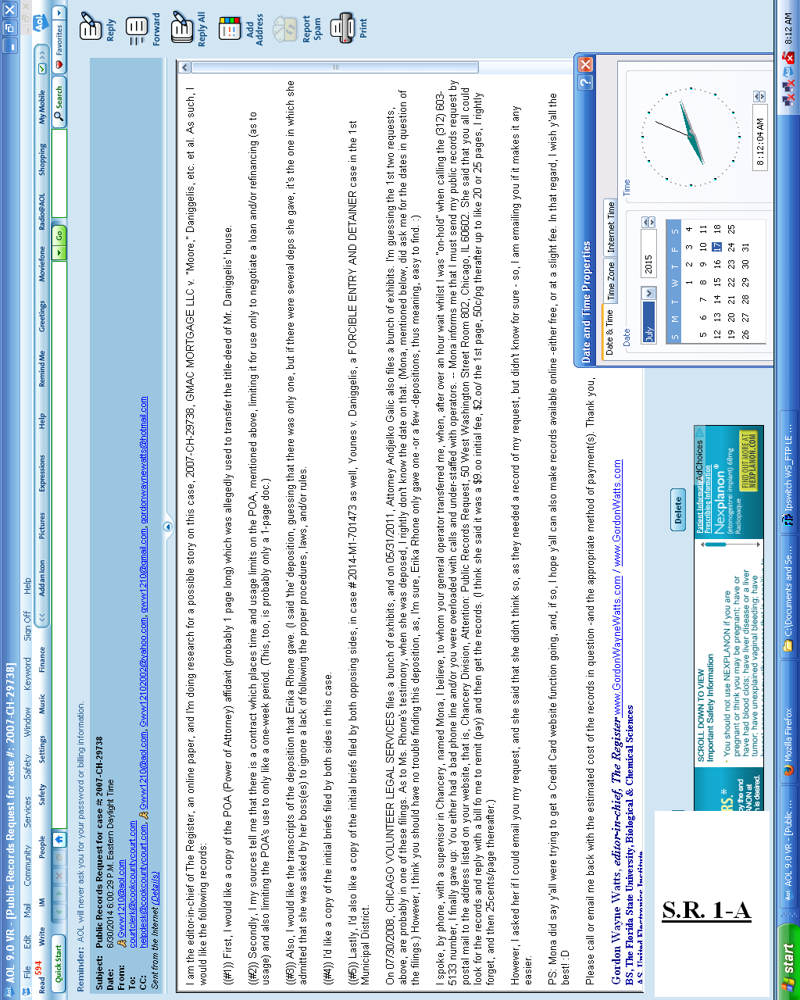 AOL 9.0 VR - [Public Records Request for case #: 2007-CH-29738]
File Edit Mail Community Services Safety Window Keyword Sign Off Help
Read 594 Write IM People Safety Settings Music Finance Add an Icon Pictures Expressions Help Remind Me Greetings Moviefone Radio@AOL Shopping My Mobile
Aol
Quick Start Go Search Favorites
Reminder: AOL will never ask you for your password or billing information.
Subject: Public Records Request for case #: 2007-CH-29738
Date: 6/30/2014 6:00:29 P.M. Eastern Daylight Time
From: Gww1210@aol.com
To: courtclerk@cookcountycourt.com
CC: helpdesk@cookcountycourt.com, Gww1210@aol.com, Gww12102002@yahoo.com, gww1210@gmail.com, gordonwaynewatts@hotmail.com
Sent from the Internet (Details)
Reply
Forward
Reply All
Add Address
Report Spam
Print
I am the editor-in-chief of The Register, an online paper, and I'm doing research for a possible story on this case, 2007-CH-29738, GMAC MORTGAGE LLC v. "Moore," Daniggelis, etc. et al. As such, I
would like the following records:
((#1)) First, I would like a copy of the POA (Power of Attorney) affidavit (probably 1 page long) which was allegedly used to transfer the title-deed of Mr. Daniggelis' house.
((#2)) Secondly, I my sources tell me that there is a contract which places time and usage limits on the POA, mentioned above, limiting it for use only to negotiate a loan and/or refinancing (as to
usage) and also limiting the POA's use to only like a one-week period. (This, too, is probably only a 1-page doc.)
((#3)) Also, I would like the transcripts of the deposition that Erika Rhone gave. (I said 'the' deposition, guessing that there was only one, but if there were several deps she gave, it's the one in which she
admitted that she was asked by her boss(es) to ignore a lack of following the proper procedures, laws, and/or rules.
((#4)) I'd like a copy of the initial briefs filed by both sides in this case.
((#5)) Lastly, I'd also like a copy of the initial briefs filed by both opposing sides, in case # 2014-M1-701473 as well, Younes v. Daniggelis, a FORCIBLE ENTRY AND DETAINER case in the 1st
Municipal District.
On 07/30/2008, CHICAGO VOLUNTEER LEGAL SERVICES files a bunch of exhibits, and on 05/31/2011, Attorney Andjelko Galic also files a bunch of exhibits. I'm guessing the 1st two requests,
above, are probably in one of these filings. As to Ms. Rhone's testimony, when she was deposed, I rightly don't know the date on that. (Mona, mentioned below, did ask me for the dates in question of
the filings.) However, I think you should have no trouble finding this deposition, as, I'm sure, Erika Rhone only gave one -or a few -depositions, thus meaning, easy to find. :)
I spoke, by phone, with a supervisor in Chancery, named Mona, I believe, to whom your general operator transferred me, when, after over an hour wait whilst I was "on-hold" when calling the (312) 603-
5133 number, I finally gave up. You either had a bad phone line and/or you were overloaded with calls and under-staffed with operators. -- Mona informs me that I must send my public records request by
postal mail to the address listed on your website, that is, Chancery Division, Attention: Public Records Request, 50 West Washington Street Room 802, Chicago, IL 60602. She said that you all could
look for the records and reply with a bill fo me to remit (pay) and then get the records. (I think she said it was a $9.oo initial fee, $2.oo/ the 1st page, 50c/pg therafter up to like 20 or 25 pages, I rightly
forget, and then 25cents/page thereafter.)
However, I asked her if I could email you my request, and she said that she didn't think so, as they needed a record of my request, but didn't know for sure - so, I am emailing you if it makes it any
easier.
PS: Mona did say y'all were trying to get a Credit Card website function going, and, if so, I hope y'all can also make records available online -either free, or at a slight fee. In that regard, I wish y'all the
best! :D
Please call or email me back with the estimated cost of the records in question -and the appropriate method of payment(s). Thank you,
Gordon Wayne Watts, editor-in-chief, The Register www.GordonWayneWatts.com / www.GordonWatts.com
BS, The Florida State University, Biological & Chemical Sciences
AS, United Electronics Institute
Delete
Date and Time Properties
Date & Time Time Zone Internet Time
Date
July 2015
S M T W T F S
1 2 3 4
5 6 7 8 9 10 11
12 13 14 15 16 17 18
19 20 21 22 23 24 25
26 27 28 29 30 31
Time
8:12:04 AM
SCROLL DOWN TO VIEW
Important Safety Information
• You should not use NEXPLANON if you are
pregnant or think you may be pregnant; have or
have had blood clots; have liver disease or a liver
tumor; have unexplained vaginal bleeding; have
Patient Information AdChoices
Prescribing Information
Nexplanon®
(etonogestrel implant) 68mg
Radiopaque
FIND OUT MORE AT
NEXPLANON.COM
RS.*
by the end
NON at
n is desired.
S.R. 1-A
start
AOL 9.0 VR - [Public ...
Mozilla Firefox
C:\Documents and Se...
Ipswitch WS_FTP LE ...
8:12 AM